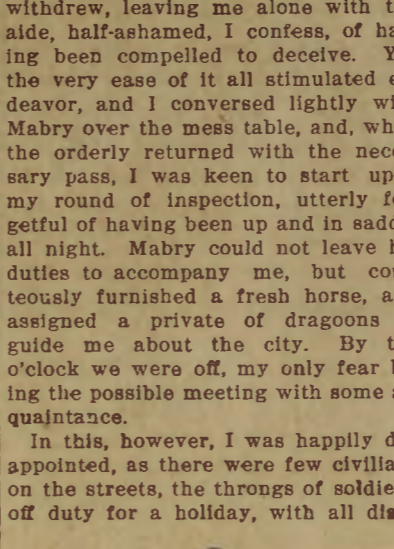 withdrew, leaving me alone with t
aide, half-ashamed, I confess, of ha
ing been compelled to deceive. Y
the very ease of it all stimulated e
deavor, and I conversed lightly wi
Mabry over the mess table, and, wh
the orderly returned with the nec
sary pass, I was keen to start up
my round of inspection, utterly f
getful of having been up and in sadd
all night. Mabry could not leave h
duties to accompany me, but cou
teously furnished a fresh horse, a
assigned a private of dragoons
guide me about the city. By t
o'clock we were off, my only fear b
ing the possible meeting with some a
quaintance.
In this, however, I was happily d
appointed, as there were few civilia
on the streets, the throngs of soldie
off duty for a holiday, with all dis